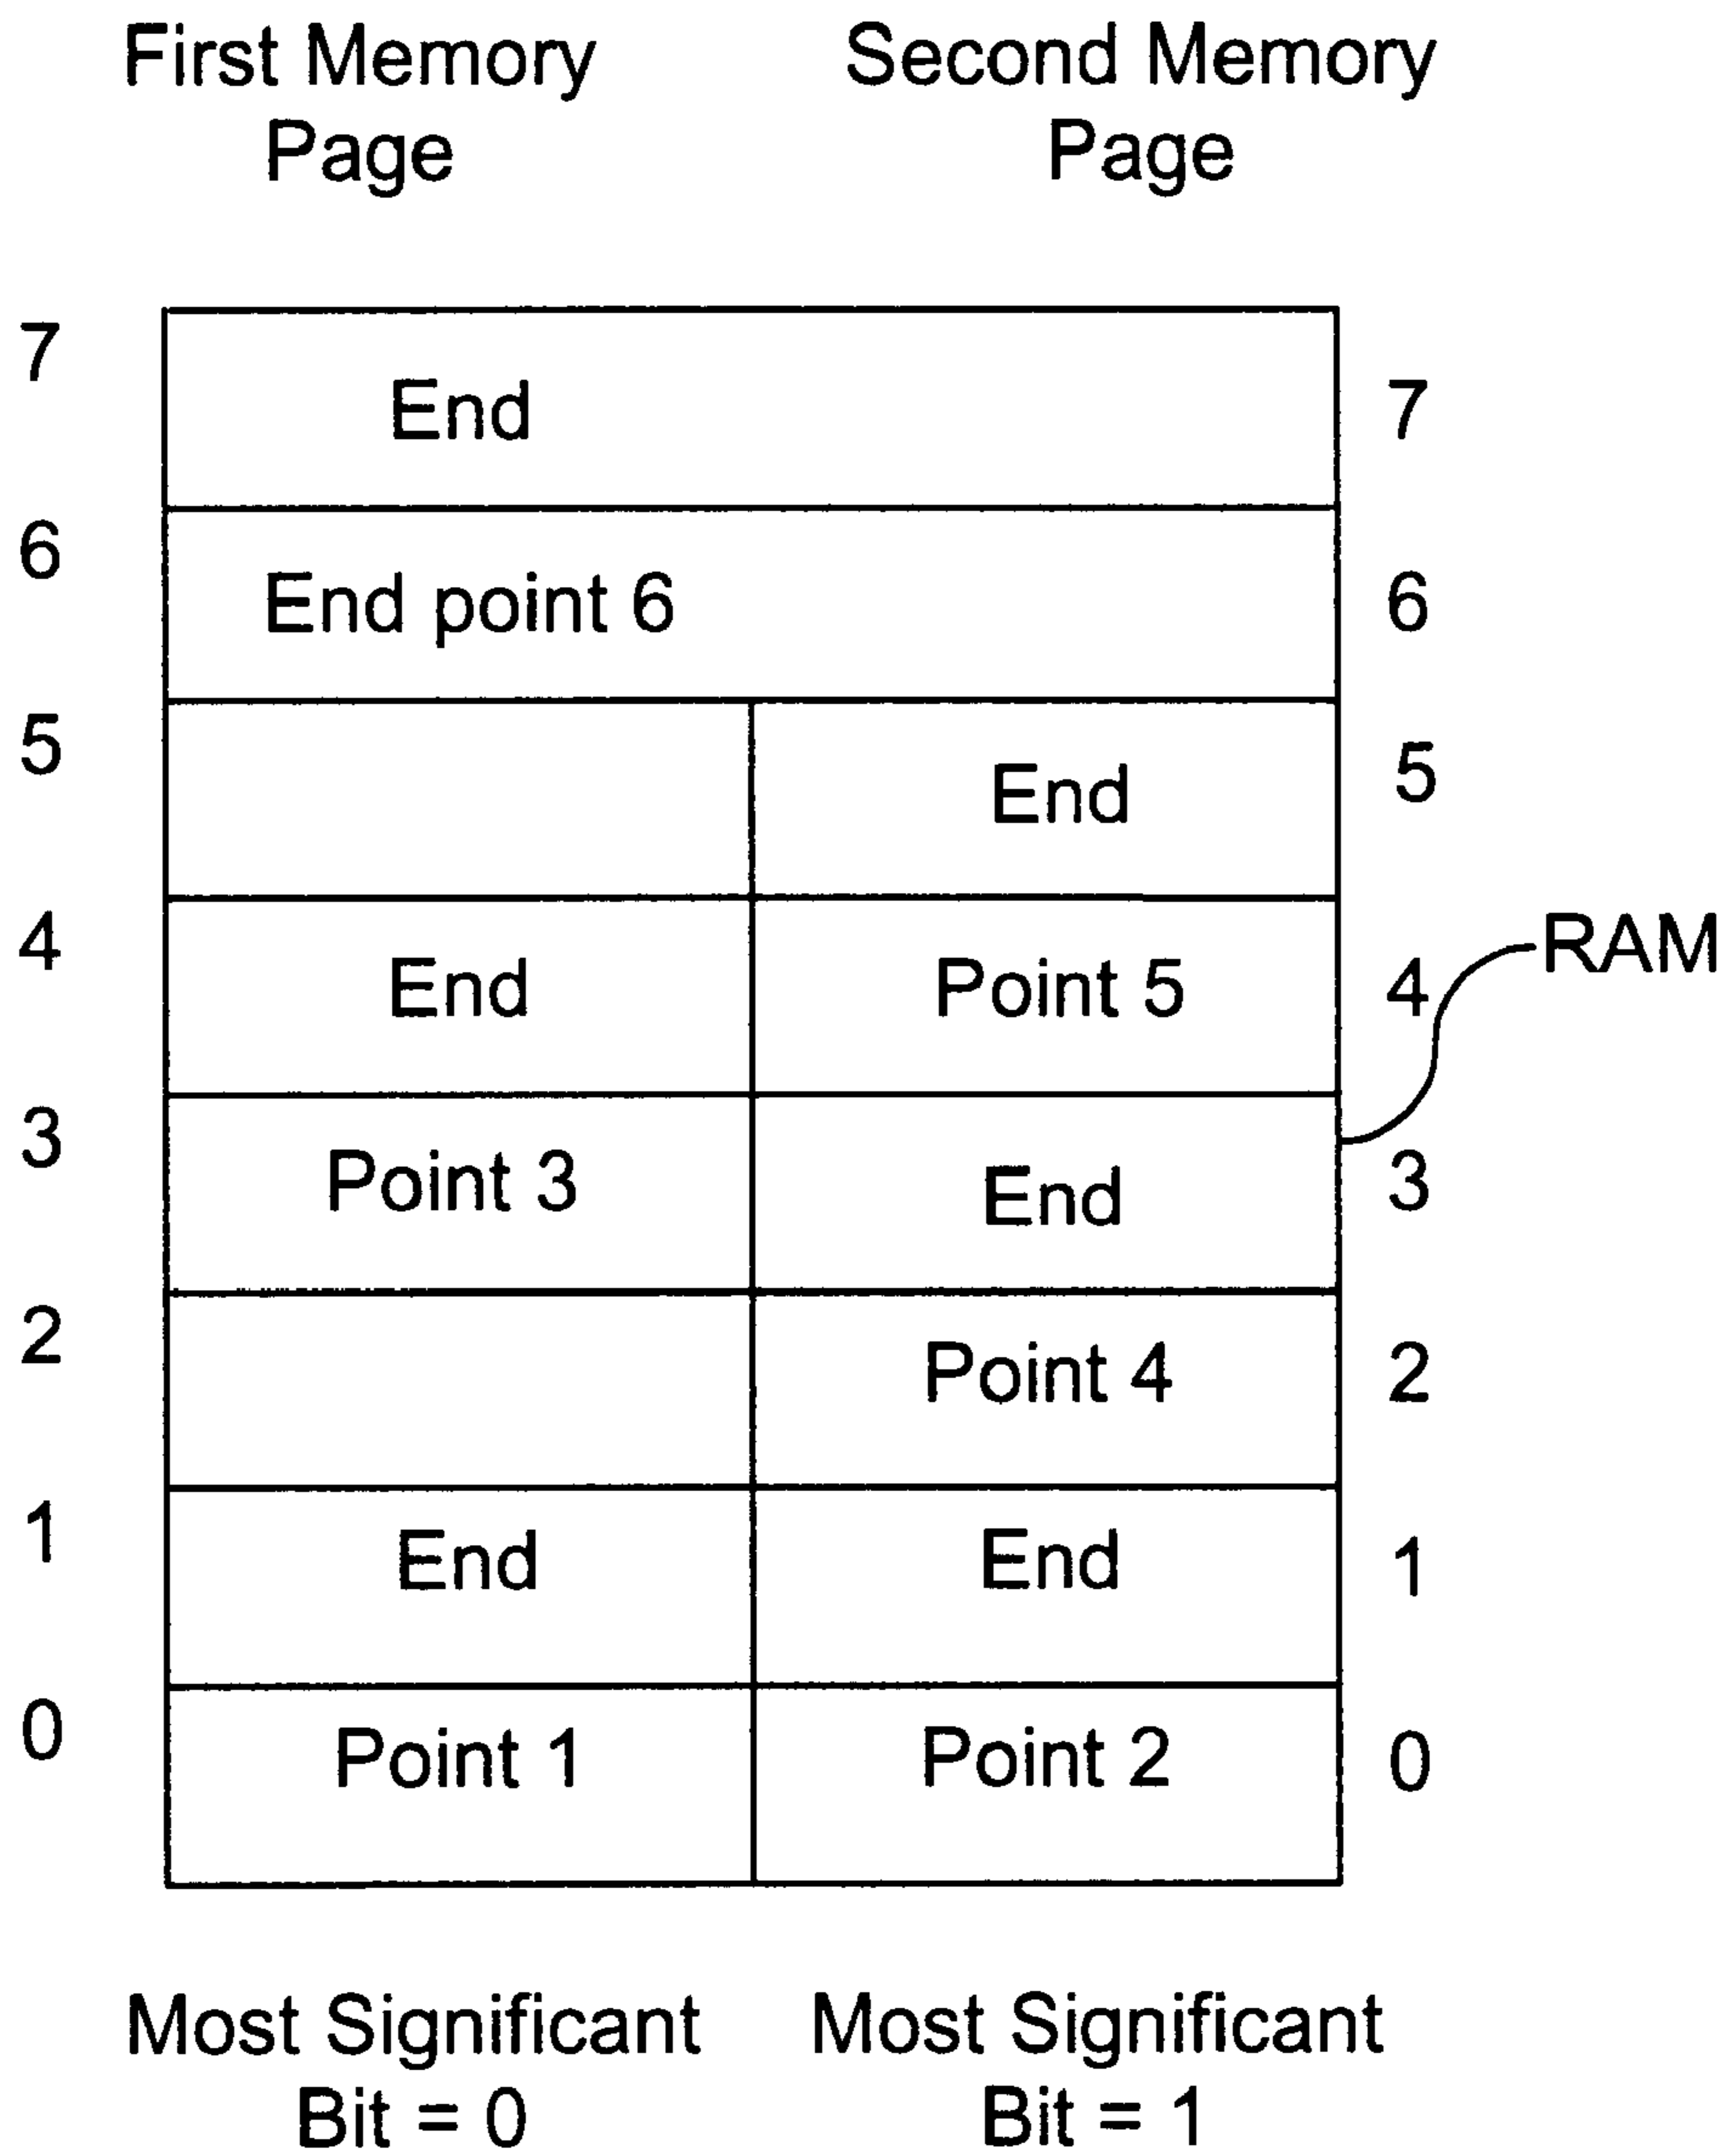 First Memory Page
Second Memory Page
7
End
7
6
End point 6
6
5
End
5
4
End
Point 5
4
RAM
3
Point 3
End
3
2
Point 4
2
1
End
End
1
0
Point 1
Point 2
0
Most Significant
Bit = 0
Most Significant
Bit = 1